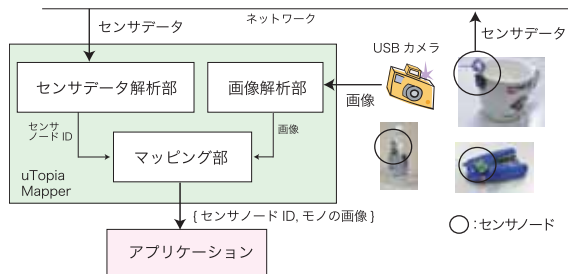 ネットワーク
センサデータ
センサデータ
USB カメラ
センサデータ解析部
画像解析部
画像
センサ
ノード ID
画像
マッピング部
uTopia
Mapper
{ センサノード ID, モノの画像 }
:センサノード
アプリケーション